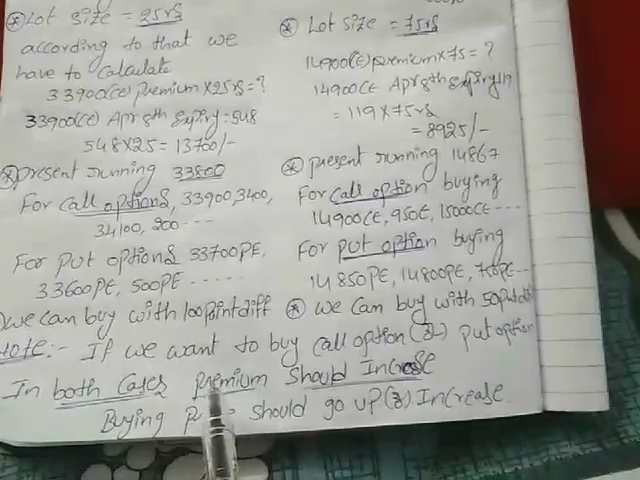 Lot size = 25rs
according to that we
have to Calculate
33900(CE) premium × 25rs = ?
33900(CE) Apr 8th Expiry: 548
548 × 25 = 13700/-
present running 33800
For Call options, 33900, 3400,
34100, 200 - - - -
For Put options 33700PE,
33600 PE, 500PE - - - - -
we can buy with 100 point diff
Lot size = 75rs
14900(CE) premium × 75 = ?
14900CE Apr 8th Expiry 119
= 119 × 75rs
= 8925/-
present running 14867
For Call option buying
14900CE, 950E, 15000CE - - -
For put option buying
14850PE, 14800PE, 750PE - -
we can buy with 50
Note:- If we want to buy Call option (or) put option
In both Cases premium Should Increase
Buying should go up (or) Increase.